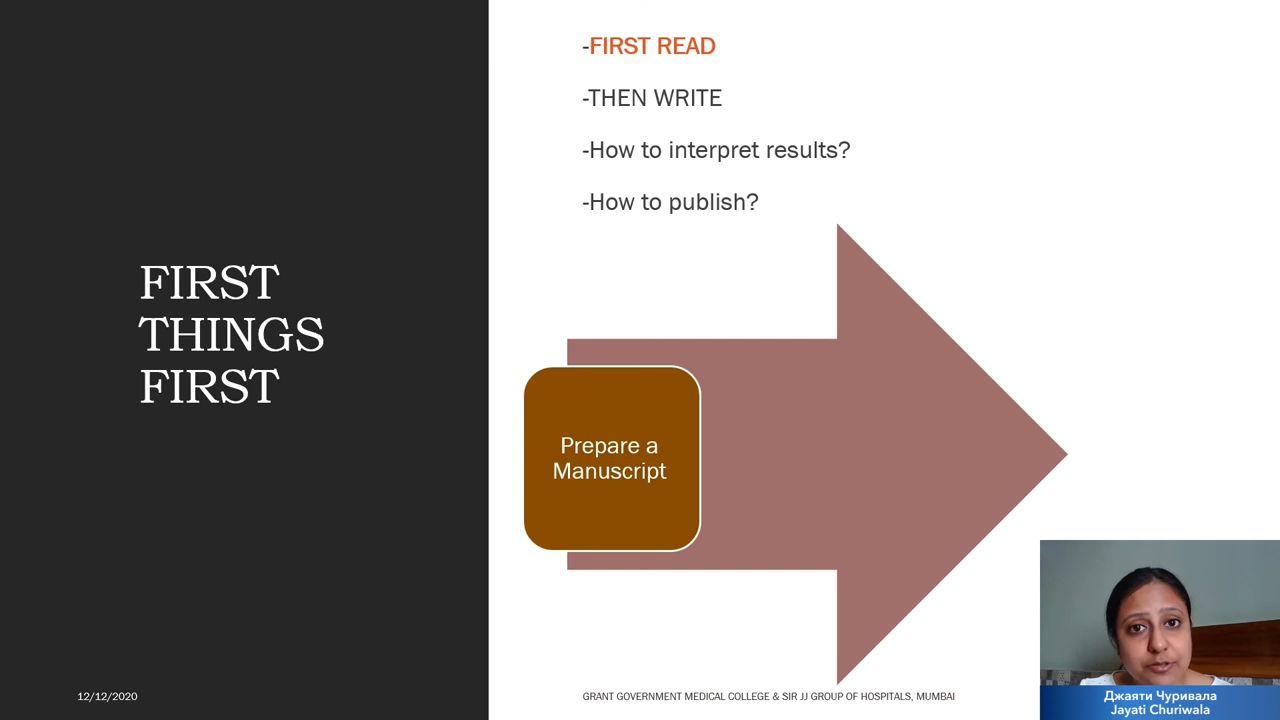 FIRST
THINGS
FIRST
-FIRST READ
-THEN WRITE
-How to interpret results?
-How to publish?
Prepare a
Manuscript
12/12/2020
GRANT GOVERNMENT MEDICAL COLLEGE & SIR JJ GROUP OF HOSPITALS, MUMBAI
Джаяти Чуривала
Jayati Churiwala